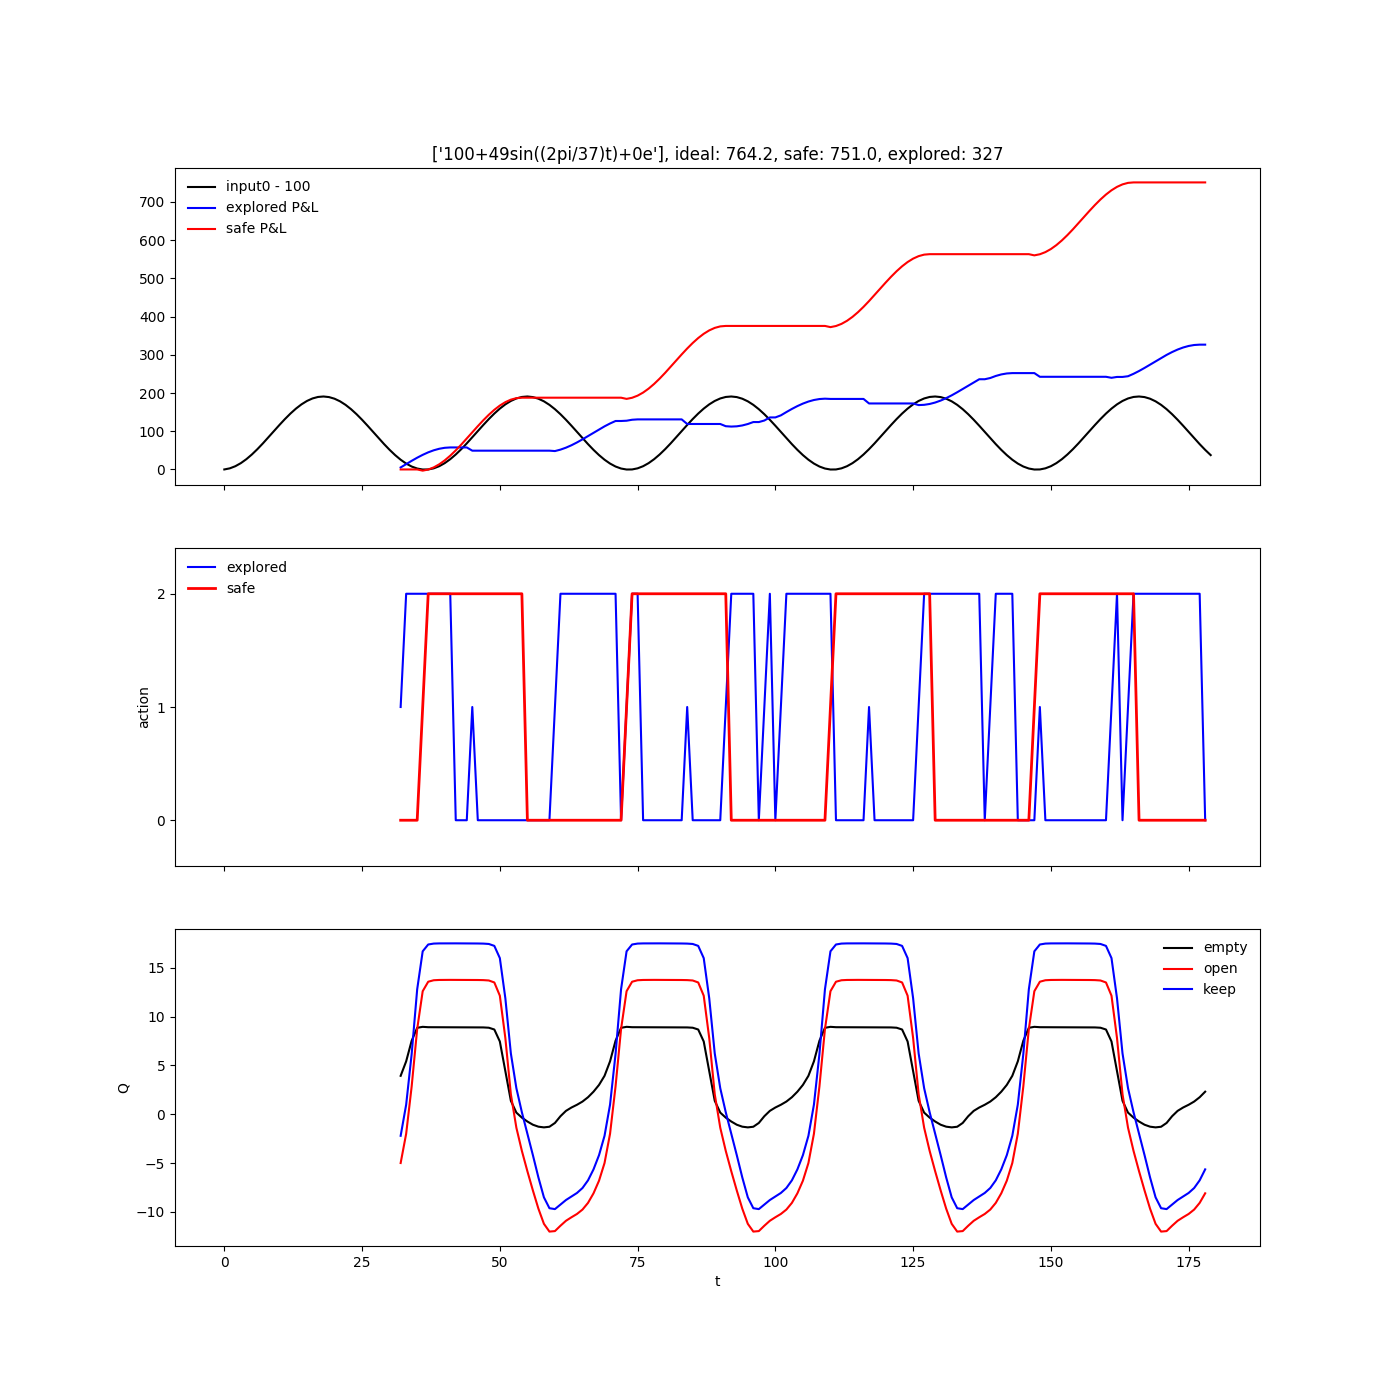 ['100+49sin((2pi/37)t)+0e'], ideal: 764.2, safe: 751.0, explored: 327
input0 - 100
explored P&L
safe P&L
700
600
500
400
300
200
100
0
explored
safe
2
1
0
action
empty
open
keep
15
10
5
0
−5
−10
Q
0 25 50 75 100 125 150 175
t